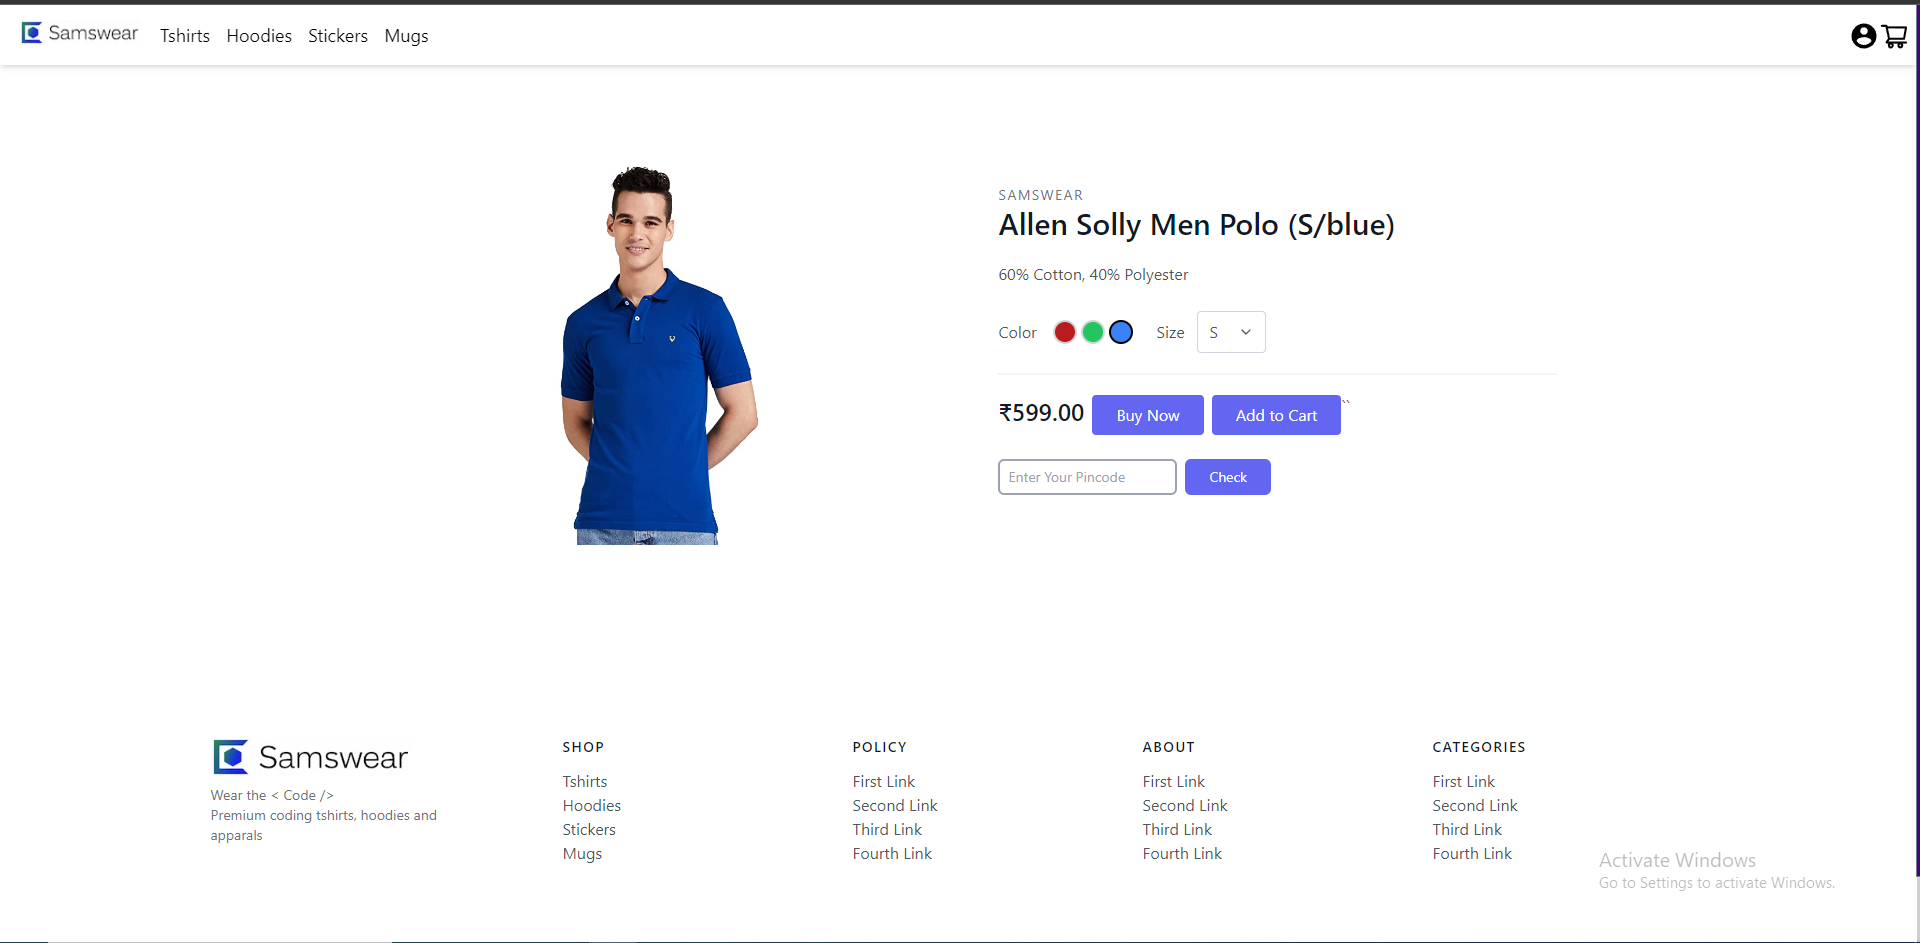 Samswear Tshirts Hoodies Stickers Mugs
SAMSWEAR
Allen Solly Men Polo (S/blue)
60% Cotton, 40% Polyester
Color Size S
₹599.00 Buy Now Add to Cart ``
Enter Your Pincode Check
Samswear
Wear the < Code />
Premium coding tshirts, hoodies and
apparals
SHOP
Tshirts
Hoodies
Stickers
Mugs
POLICY
First Link
Second Link
Third Link
Fourth Link
ABOUT
First Link
Second Link
Third Link
Fourth Link
CATEGORIES
First Link
Second Link
Third Link
Fourth Link
Activate Windows
Go to Settings to activate Windows.